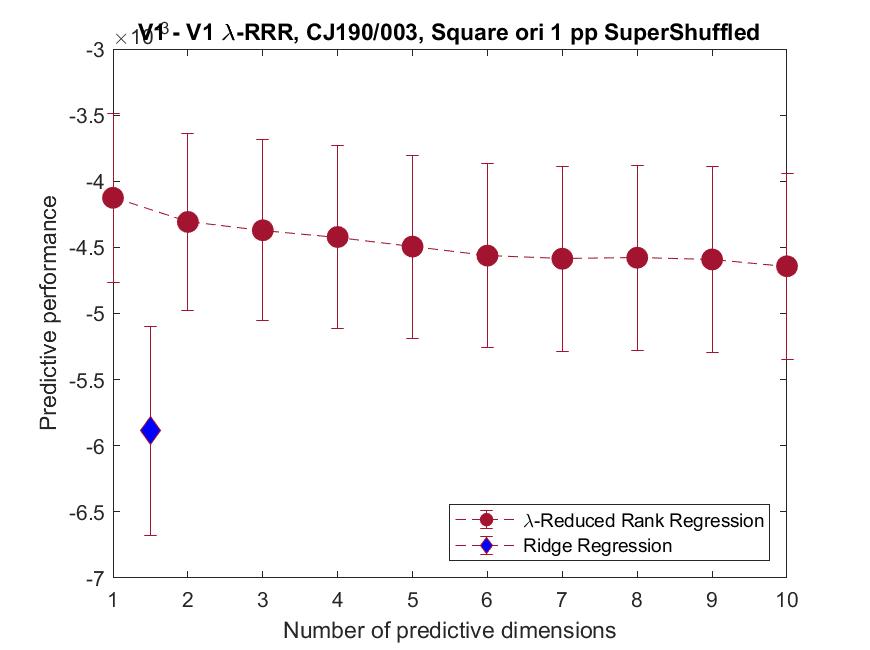 V1 - V1 λ-RRR, CJ190/003, Square ori 1 pp SuperShuffled
×10⁻³
-3
-3.5
-4
-4.5
-5
-5.5
-6
-6.5
-7
Predictive performance
λ-Reduced Rank Regression
Ridge Regression
1 2 3 4 5 6 7 8 9 10
Number of predictive dimensions